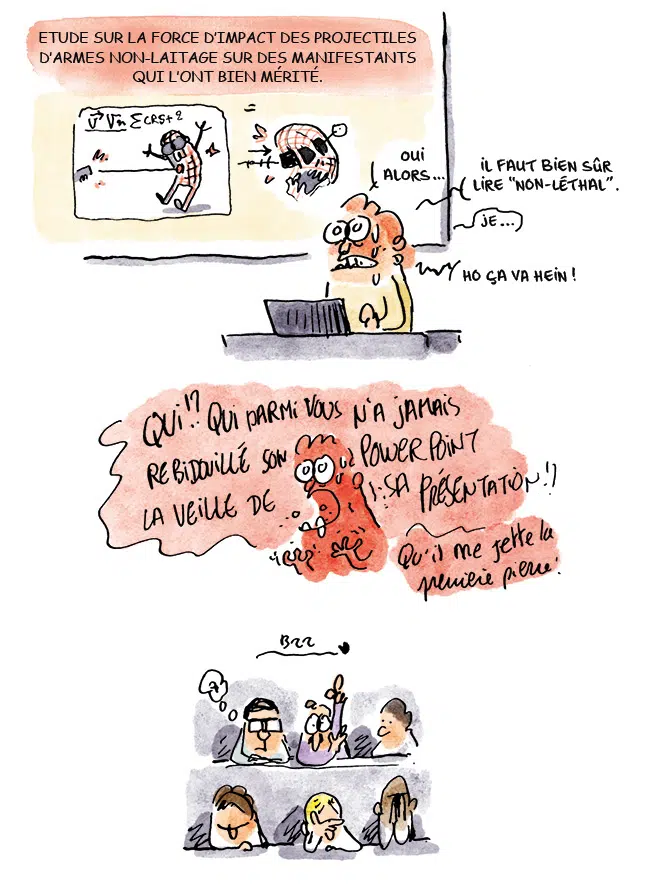 ETUDE SUR LA FORCE D'IMPACT DES PROJECTILES
D'ARMES NON-LAITAGE SUR DES MANIFESTANTS
QUI L'ONT BIEN MÉRITÉ.
=
OUI
ALORS...
IL FAUT BIEN SÛR
LIRE "NON-LÉTHAL".
JE...
HO ÇA VA HEIN !
QUI!? QUI PARMI VOUS N'A JAMAIS
REBIDOUILLÉ SON POWERPOINT
LA VEILLE DE SA PRÉSENTATION!?
Qu'il me jette la
première pierre!
BZZ